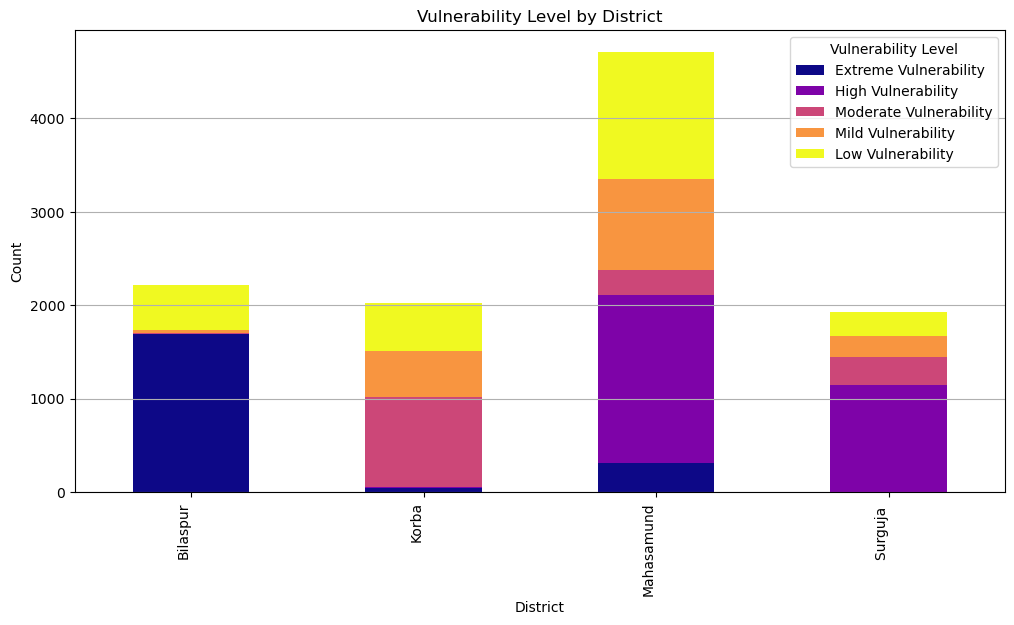 Vulnerability Level by District
Vulnerability Level
Extreme Vulnerability
High Vulnerability
Moderate Vulnerability
Mild Vulnerability
Low Vulnerability
Count
4000
3000
2000
1000
0
Bilaspur
Korba
Mahasamund
Surguja
District